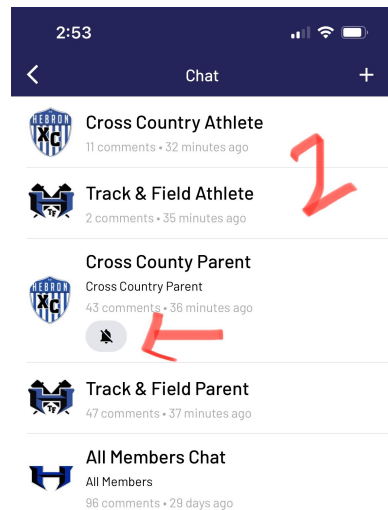 2:53
Chat
+
HEBRON
XC
Cross Country Athlete
11 comments • 32 minutes ago
2
TF
Track & Field Athlete
2 comments • 35 minutes ago
Cross County Parent
HEBRON
XC
Cross Country Parent
43 comments • 36 minutes ago
TF
Track & Field Parent
47 comments • 37 minutes ago
All Members Chat
H
All Members
96 comments • 29 days ago